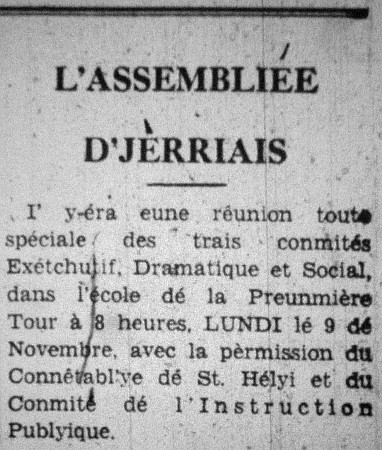 L'ASSEMBLIÉE
D'JÈRRIAIS
I' y-éra eune réunion toute
spéciale des trais conmités
Exétchutif, Dramatique et Social,
dans l'école dé la Preunmière
Tour à 8 heures, LUNDI lé 9 dé
Novembre, avec la pèrmission du
Connêtabl'ye dé St. Hélyi et du
Conmité dé l'Instruction
Publyique.